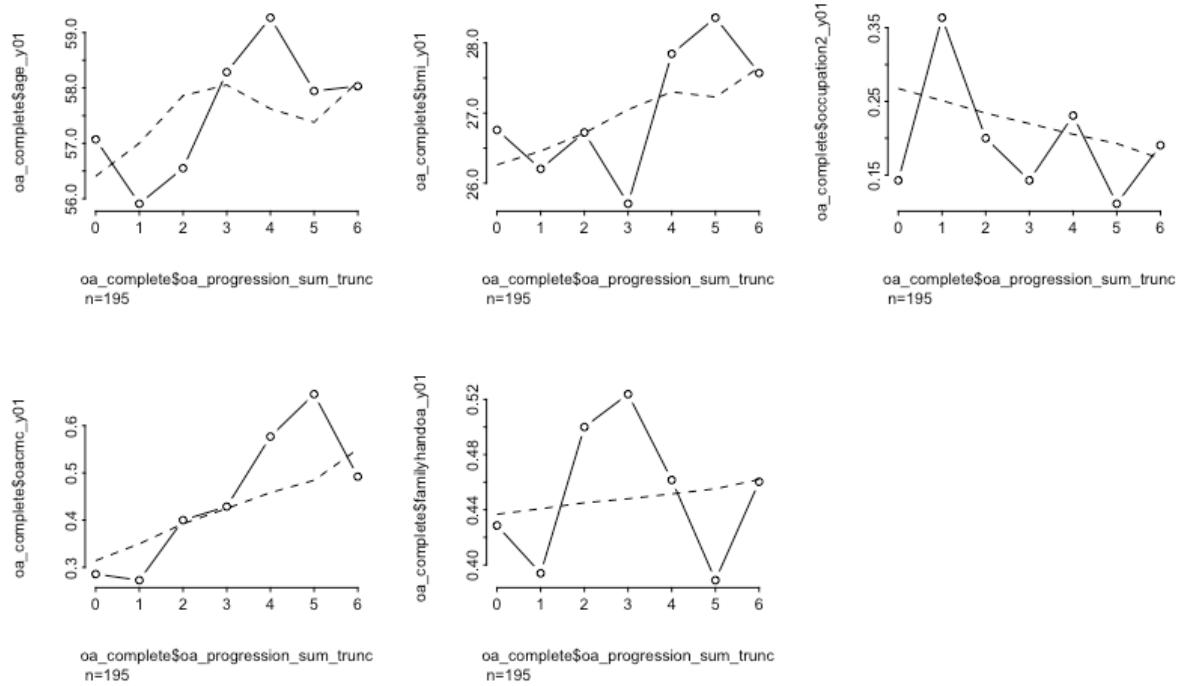 oa_complete$age_y01
59.0
58.0
57.0
56.0
0 1 2 3 4 5 6
oa_complete$oa_progression_sum_trunc
n=195
oa_complete$bmi_y01
28.0
27.0
26.0
0 1 2 3 4 5 6
oa_complete$oa_progression_sum_trunc
n=195
oa_complete$occupation2_y01
0.35
0.25
0.15
0 1 2 3 4 5 6
oa_complete$oa_progression_sum_trunc
n=195
oa_complete$oacmc_y01
0.6
0.5
0.4
0.3
0 1 2 3 4 5 6
oa_complete$oa_progression_sum_trunc
n=195
oa_complete$familyhandoa_y01
0.52
0.48
0.44
0.40
0 1 2 3 4 5 6
oa_complete$oa_progression_sum_trunc
n=195